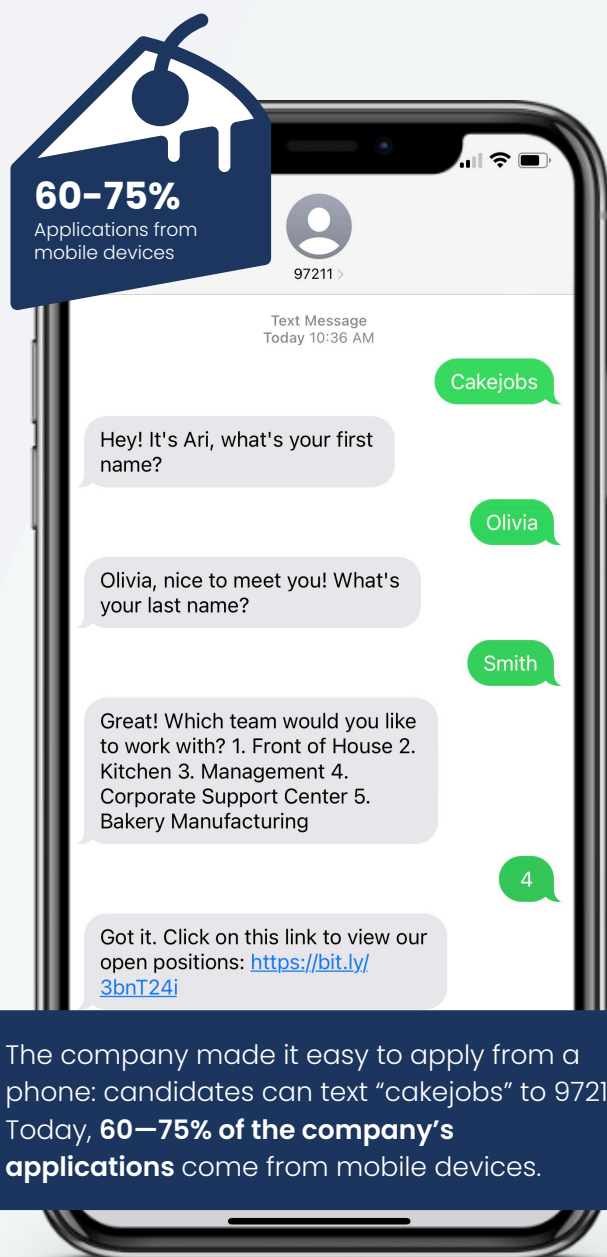 60-75%
Applications from
mobile devices
97211
Text Message
Today 10:36 AM
Cakejobs
Hey! It's Ari, what's your first
name?
Olivia
Olivia, nice to meet you! What's
your last name?
Smith
Great! Which team would you like
to work with? 1. Front of House 2.
Kitchen 3. Management 4.
Corporate Support Center 5.
Bakery Manufacturing
4
Got it. Click on this link to view our
open positions: https://bit.ly/
3bnT24i
The company made it easy to apply from a
phone: candidates can text “cakejobs” to 9721
Today, 60—75% of the company’s
applications come from mobile devices.